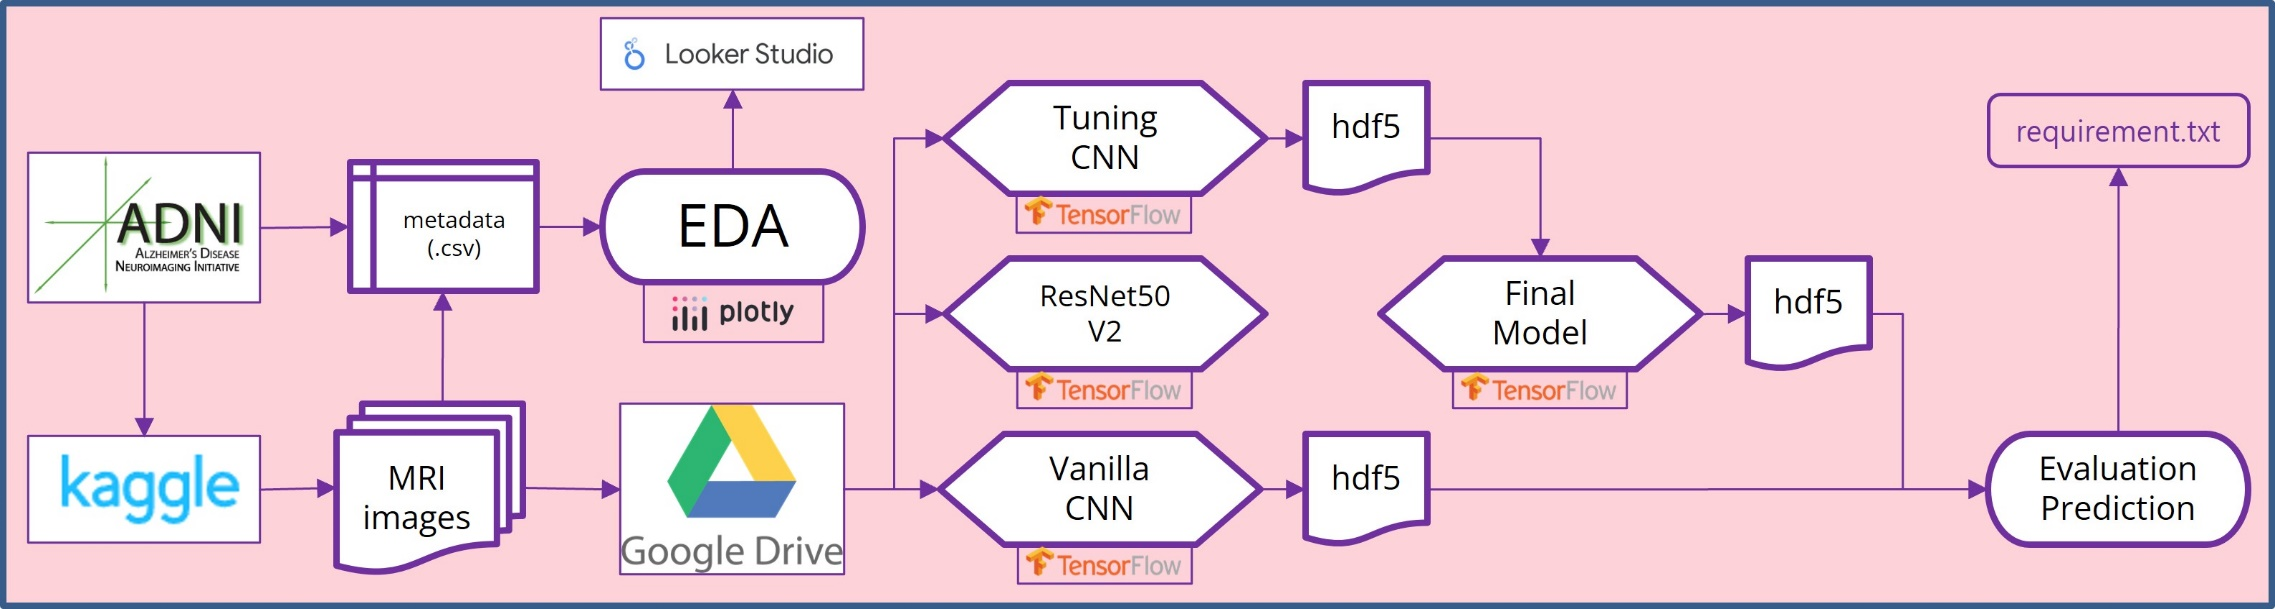 Looker Studio
ADNI
ALZHEIMER'S DISEASE
NEUROIMAGING INITIATIVE
metadata
(.csv)
EDA
plotly
kaggle
MRI
images
Google Drive
Tuning
CNN
TensorFlow
hdf5
ResNet50
V2
TensorFlow
Vanilla
CNN
TensorFlow
hdf5
Final
Model
TensorFlow
hdf5
requirement.txt
Evaluation
Prediction